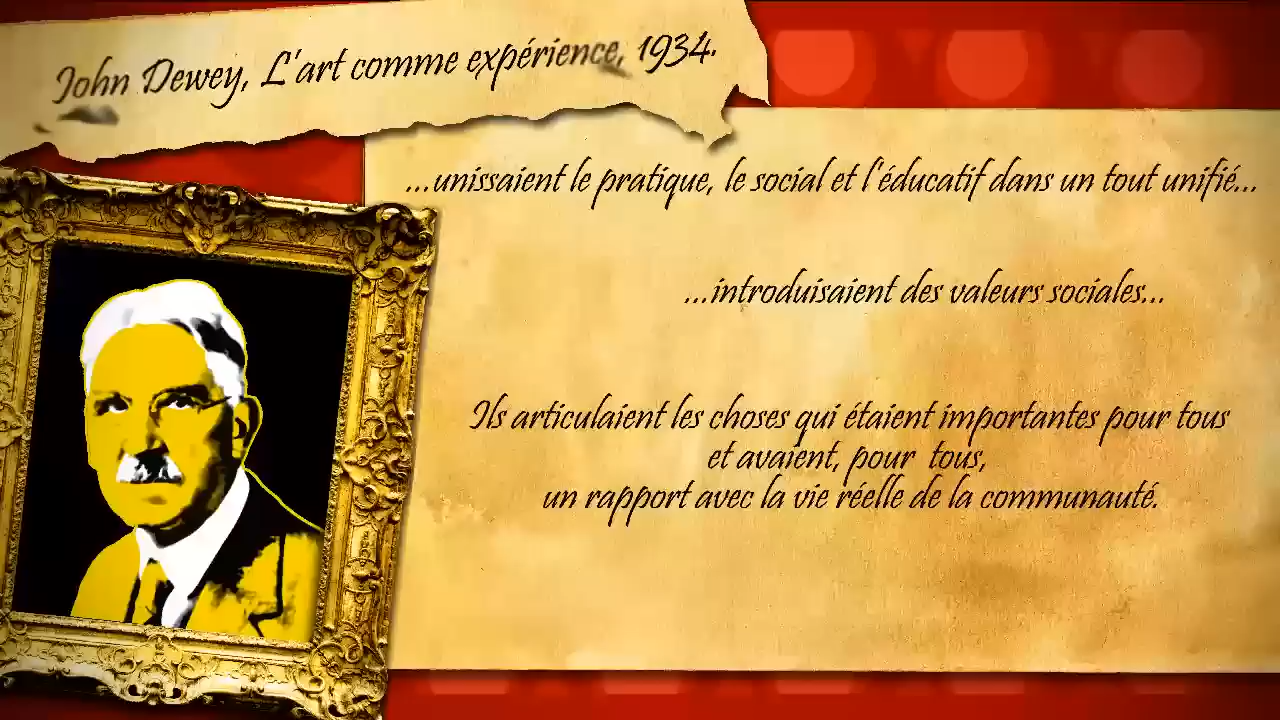 John Dewey, L'art comme expérience, 1934.
...unissaient le pratique, le social et l'éducatif dans un tout unifié...
...introduisaient des valeurs sociales...
Ils articulaient les choses qui étaient importantes pour tous
et avaient, pour tous,
un rapport avec la vie réelle de la communauté.